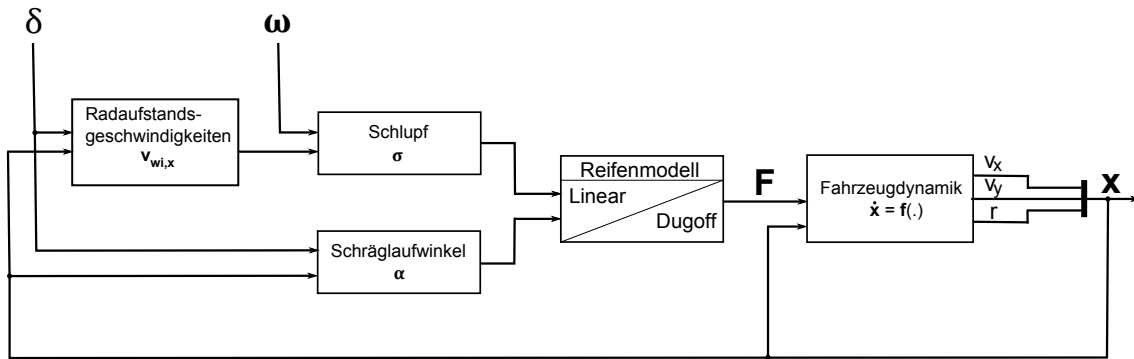 δ
ω
Radaufstands-
geschwindigkeiten
v_wi,x
Schlupf
σ
Schräglaufwinkel
α
Reifenmodell
Linear
Dugoff
F
Fahrzeugdynamik
ẋ = f(.)
v_x
v_y
r
x